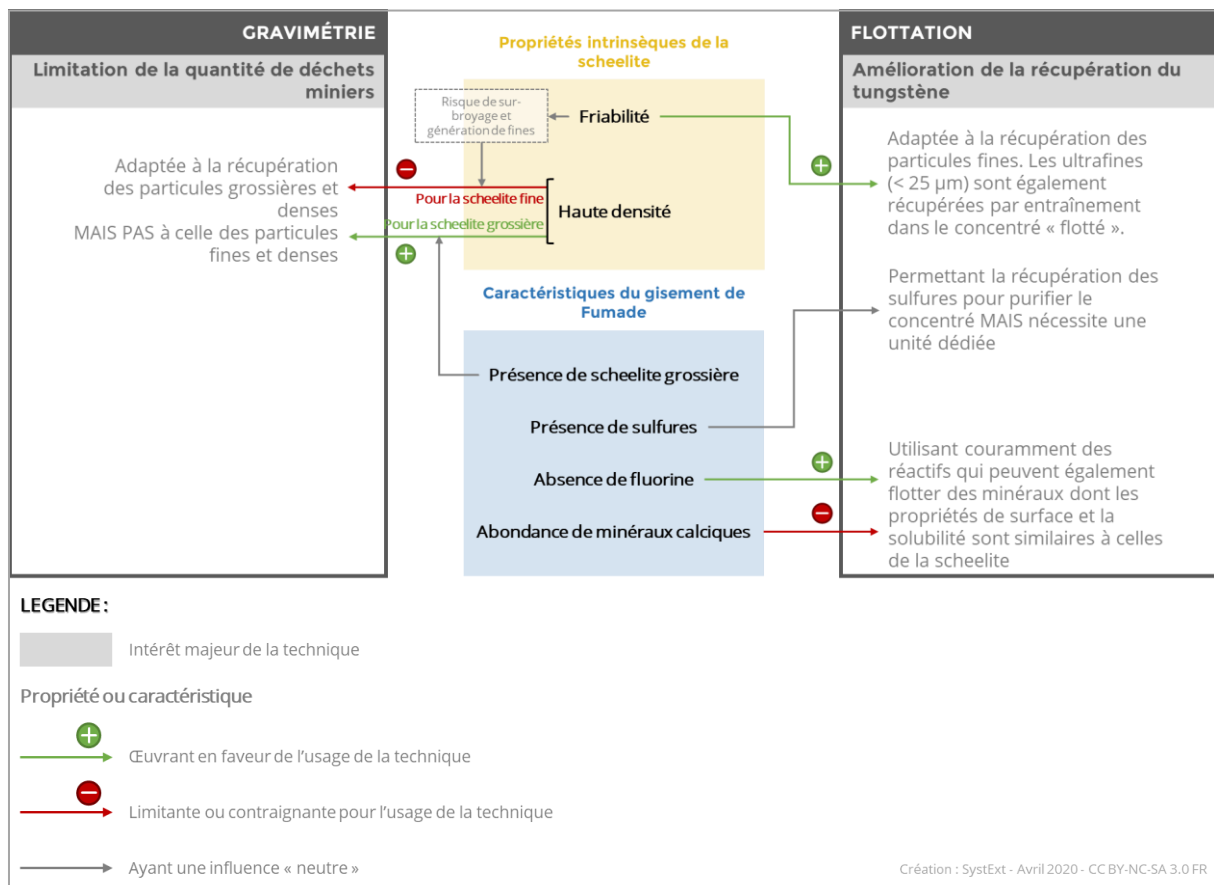 GRAVIMÉTRIE
Limitation de la quantité de déchets
miniers
Adaptée à la récupération
des particules grossières et
denses
MAIS PAS à celle des particules
fines et denses
Propriétés intrinsèques de la
scheelite
Risque de sur-
broyage et
génération de fines
Friabilité
Pour la scheelite fine
Pour la scheelite grossière
Haute densité
Caractéristiques du gisement de
Fumade
Présence de scheelite grossière
Présence de sulfures
Absence de fluorine
Abondance de minéraux calciques
FLOTTATION
Amélioration de la récupération du
tungstène
Adaptée à la récupération des
particules fines. Les ultrafines
(< 25 µm) sont également
récupérées par entraînement
dans le concentré « flotté ».
Permettant la récupération des
sulfures pour purifier le
concentré MAIS nécessite une
unité dédiée
Utilisant couramment des
réactifs qui peuvent également
flotter des minéraux dont les
propriétés de surface et la
solubilité sont similaires à celles
de la scheelite
LEGENDE :
Intérêt majeur de la technique
Propriété ou caractéristique
Œuvrant en faveur de l'usage de la technique
Limitante ou contraignante pour l'usage de la technique
Ayant une influence « neutre »
Création : SystExt - Avril 2020 - CC BY-NC-SA 3.0 FR